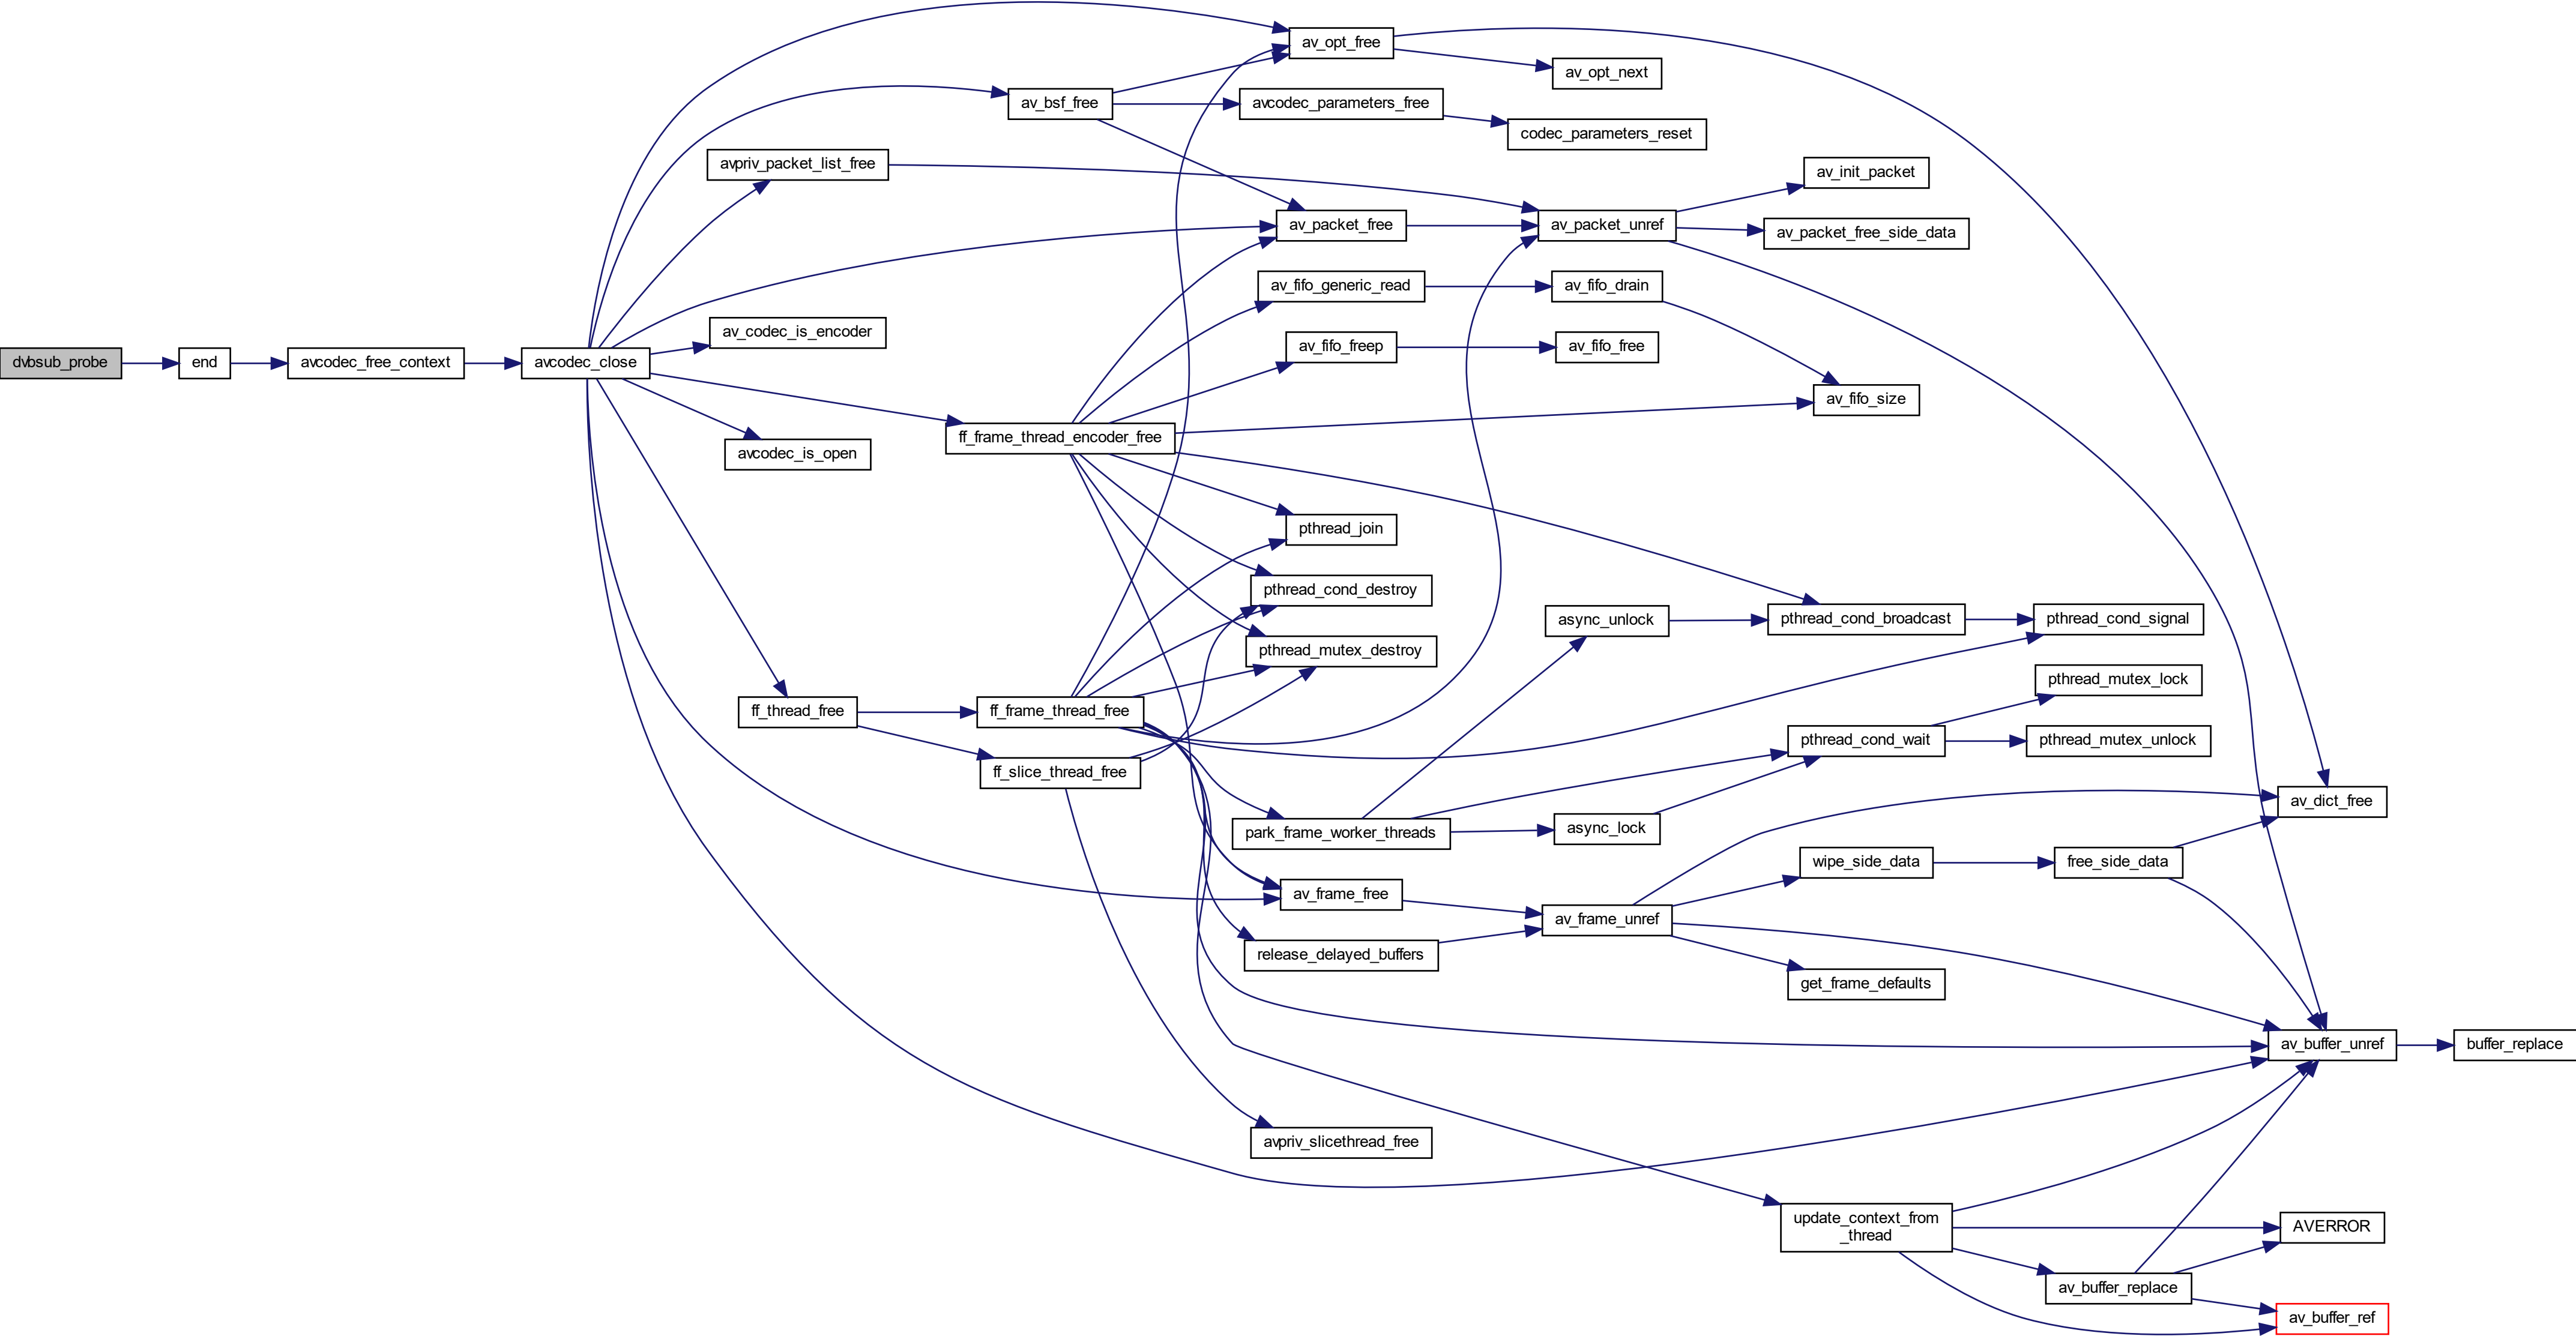 dvbsub_probe
end
avcodec_free_context
avcodec_close
av_opt_free
av_opt_next
av_bsf_free
avcodec_parameters_free
codec_parameters_reset
avpriv_packet_list_free
av_init_packet
av_packet_free
av_packet_unref
av_packet_free_side_data
av_codec_is_encoder
av_fifo_generic_read
av_fifo_drain
av_fifo_freep
av_fifo_free
av_fifo_size
avcodec_is_open
ff_frame_thread_encoder_free
pthread_join
pthread_cond_destroy
pthread_mutex_destroy
async_unlock
pthread_cond_broadcast
pthread_cond_signal
pthread_mutex_lock
pthread_cond_wait
pthread_mutex_unlock
ff_thread_free
ff_frame_thread_free
ff_slice_thread_free
park_frame_worker_threads
async_lock
av_dict_free
wipe_side_data
free_side_data
av_frame_free
av_frame_unref
release_delayed_buffers
get_frame_defaults
av_buffer_unref
buffer_replace
avpriv_slicethread_free
update_context_from
_thread
AVERROR
av_buffer_replace
av_buffer_ref